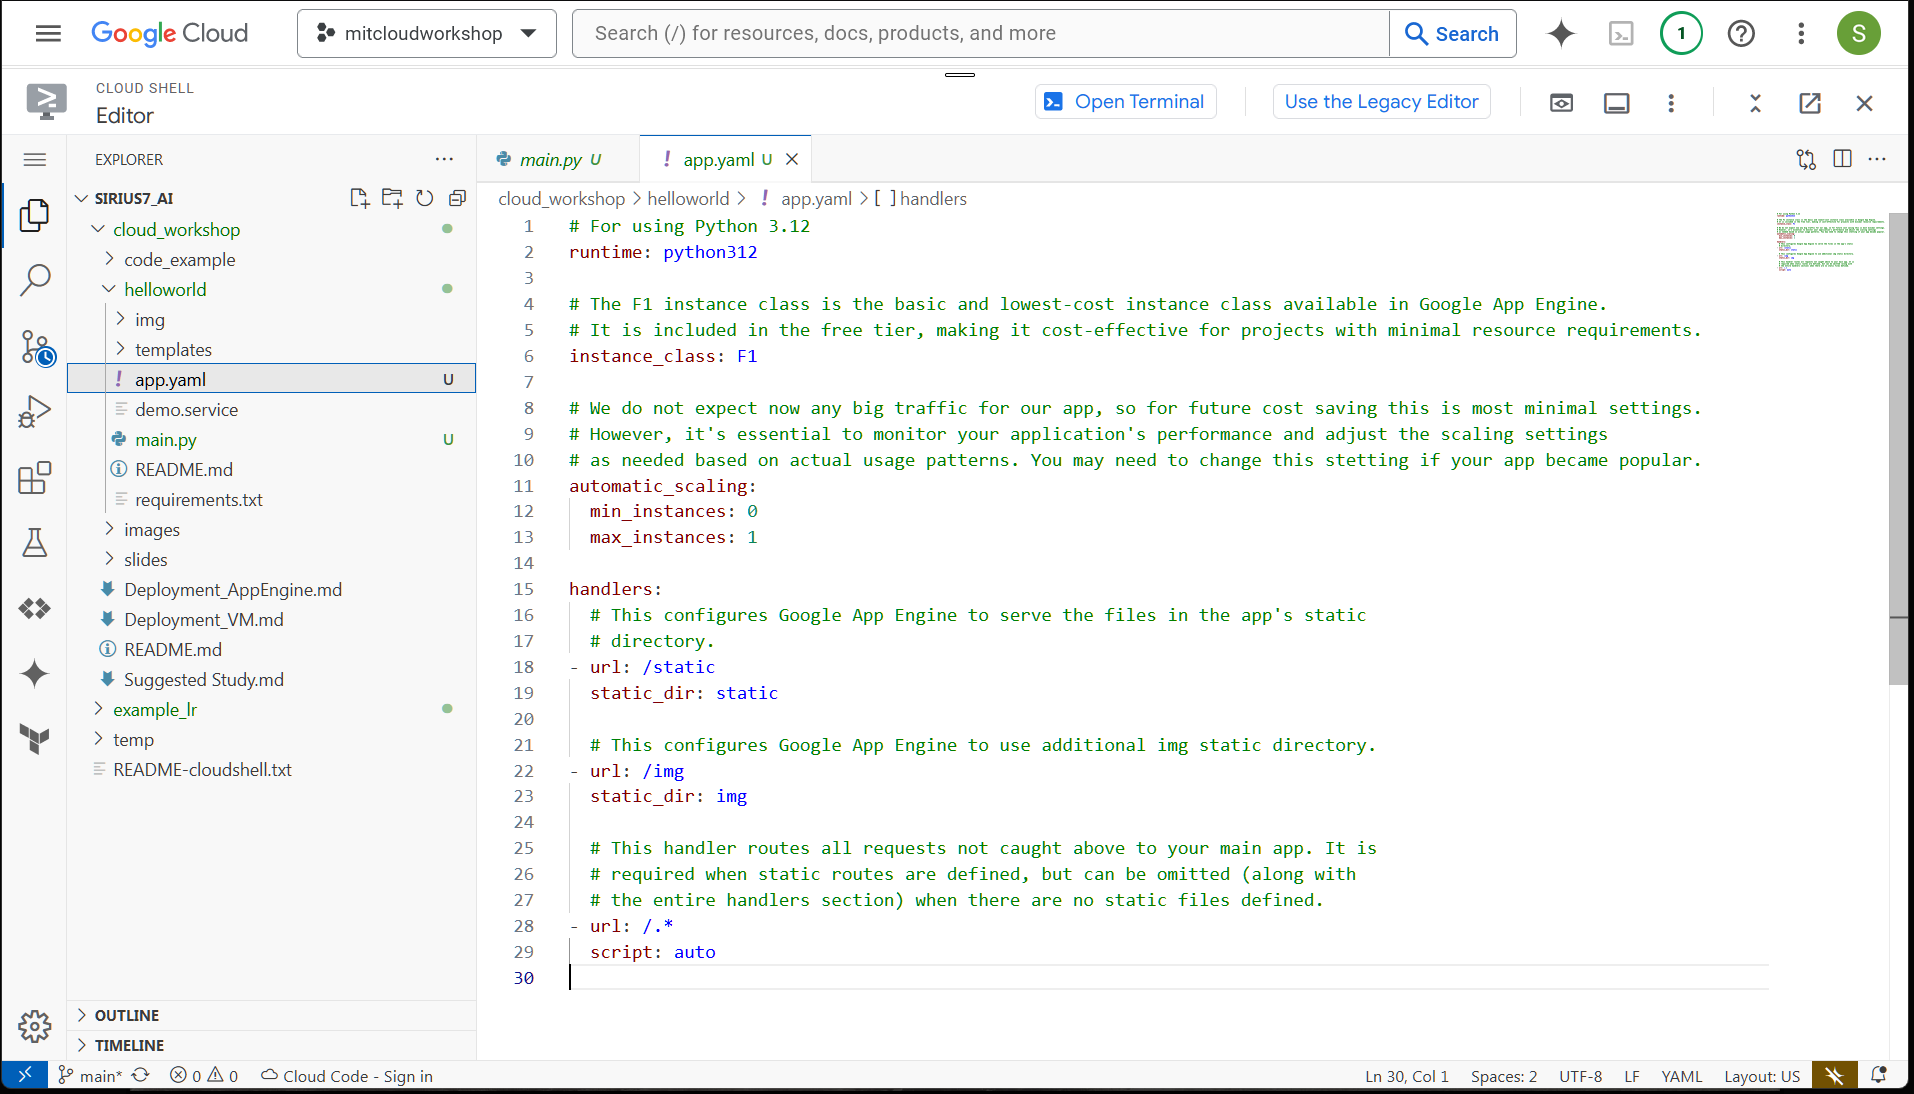 Google Cloud
mitcloudworkshop
Search (/) for resources, docs, products, and more
Search
1
S
CLOUD SHELL
Editor
Open Terminal
Use the Legacy Editor
EXPLORER
main.py U
app.yaml U
SIRIUS7_AI
cloud_workshop
code_example
helloworld
img
templates
app.yaml U
demo.service
main.py U
README.md
requirements.txt
images
slides
Deployment_AppEngine.md
Deployment_VM.md
README.md
Suggested Study.md
example_lr
temp
README-cloudshell.txt
OUTLINE
TIMELINE
cloud_workshop > helloworld > ! app.yaml > [ ] handlers
1 # For using Python 3.12
2 runtime: python312
3
4 # The F1 instance class is the basic and lowest-cost instance class available in Google App Engine.
5 # It is included in the free tier, making it cost-effective for projects with minimal resource requirements.
6 instance_class: F1
7
8 # We do not expect now any big traffic for our app, so for future cost saving this is most minimal settings.
9 # However, it's essential to monitor your application's performance and adjust the scaling settings
10 # as needed based on actual usage patterns. You may need to change this stetting if your app became popular.
11 automatic_scaling:
12 min_instances: 0
13 max_instances: 1
14
15 handlers:
16 # This configures Google App Engine to serve the files in the app's static
17 # directory.
18 - url: /static
19 static_dir: static
20
21 # This configures Google App Engine to use additional img static directory.
22 - url: /img
23 static_dir: img
24
25 # This handler routes all requests not caught above to your main app. It is
26 # required when static routes are defined, but can be omitted (along with
27 # the entire handlers section) when there are no static files defined.
28 - url: /.*
29 script: auto
30
main* 0 0 Cloud Code - Sign in
Ln 30, Col 1 Spaces: 2 UTF-8 LF YAML Layout: US